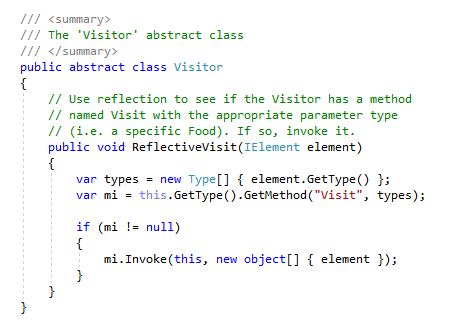 /// <summary>
/// The 'Visitor' abstract class
/// </summary>
public abstract class Visitor
{
    // Use reflection to see if the Visitor has a method
    // named Visit with the appropriate parameter type
    // (i.e. a specific Food). If so, invoke it.
    public void ReflectiveVisit(IElement element)
    {
        var types = new Type[] { element.GetType() };
        var mi = this.GetType().GetMethod("Visit", types);

        if (mi != null)
        {
            mi.Invoke(this, new object[] { element });
        }
    }
}